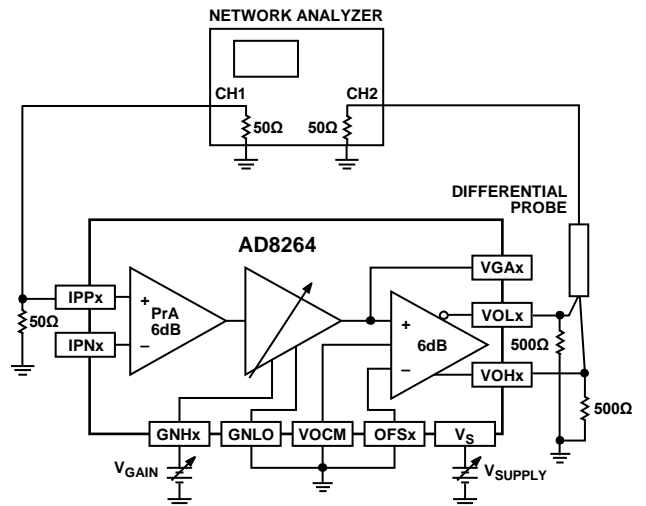 NETWORK ANALYZER
CH1
CH2
50Ω
50Ω
DIFFERENTIAL
PROBE
AD8264
VGAx
IPPx
+
PrA
6dB
–
+
6dB
–
VOLx
50Ω
IPNx
500Ω
VOHx
500Ω
GNHx
GNLO
VOCM
OFSx
VS
VGAIN
VSUPPLY